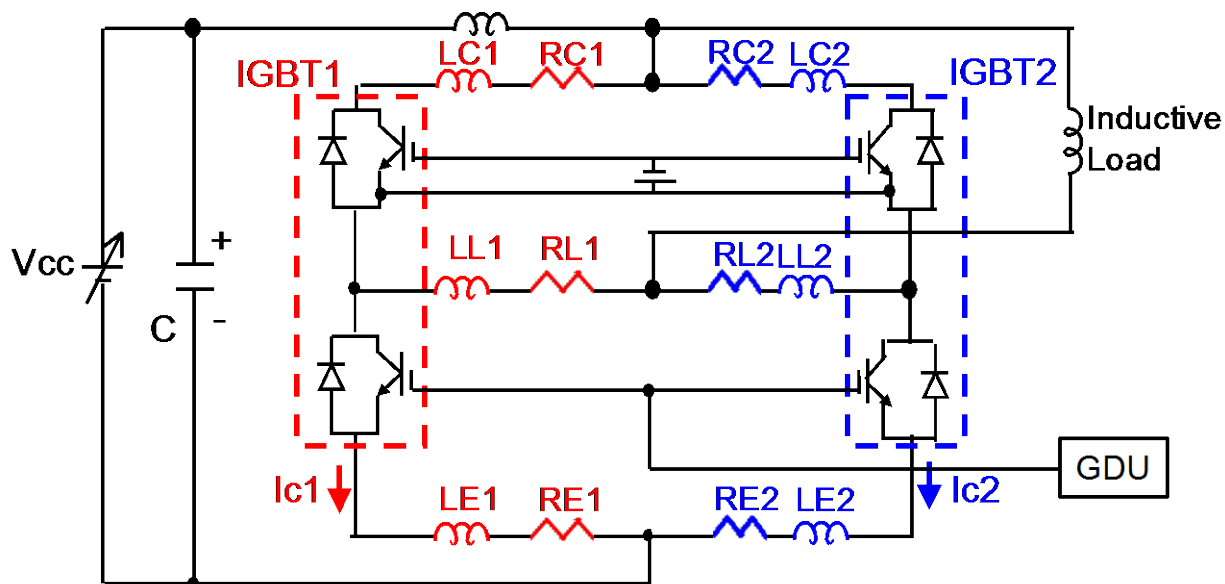 LC1
RC1
RC2
LC2
IGBT1
IGBT2
Inductive
Load
Vcc
+
C
-
LL1
RL1
RL2
LL2
Ic1
Ic2
GDU
LE1
RE1
RE2
LE2